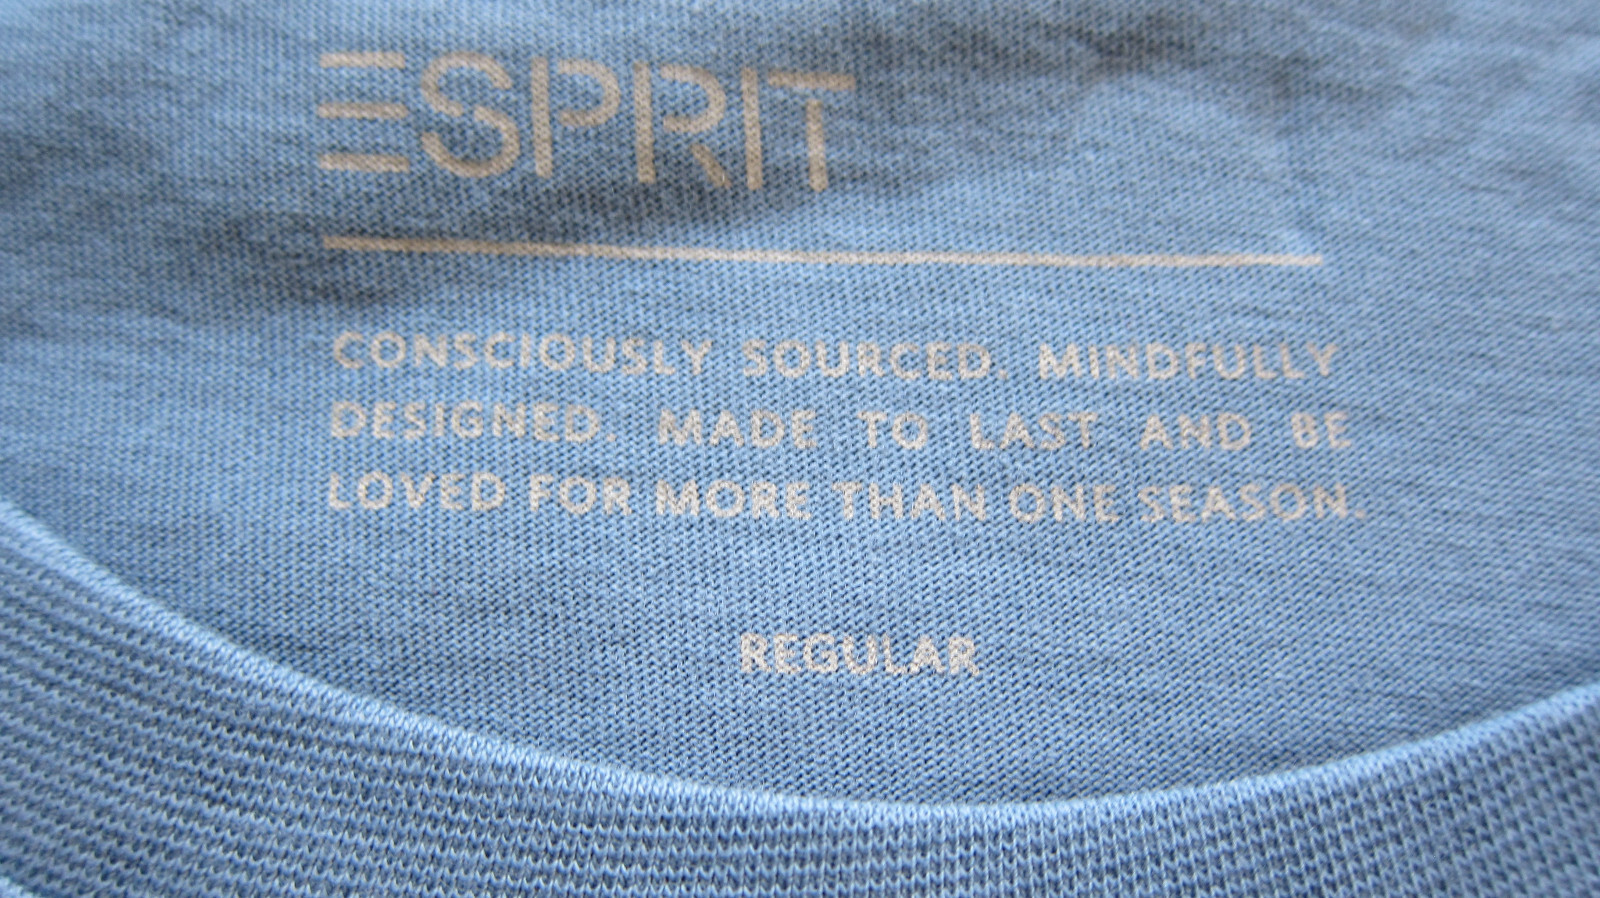 ESPRIT
CONSCIOUSLY SOURCED. MINDFULLY
DESIGNED. MADE TO LAST AND BE
LOVED FOR MORE THAN ONE SEASON.
REGULAR